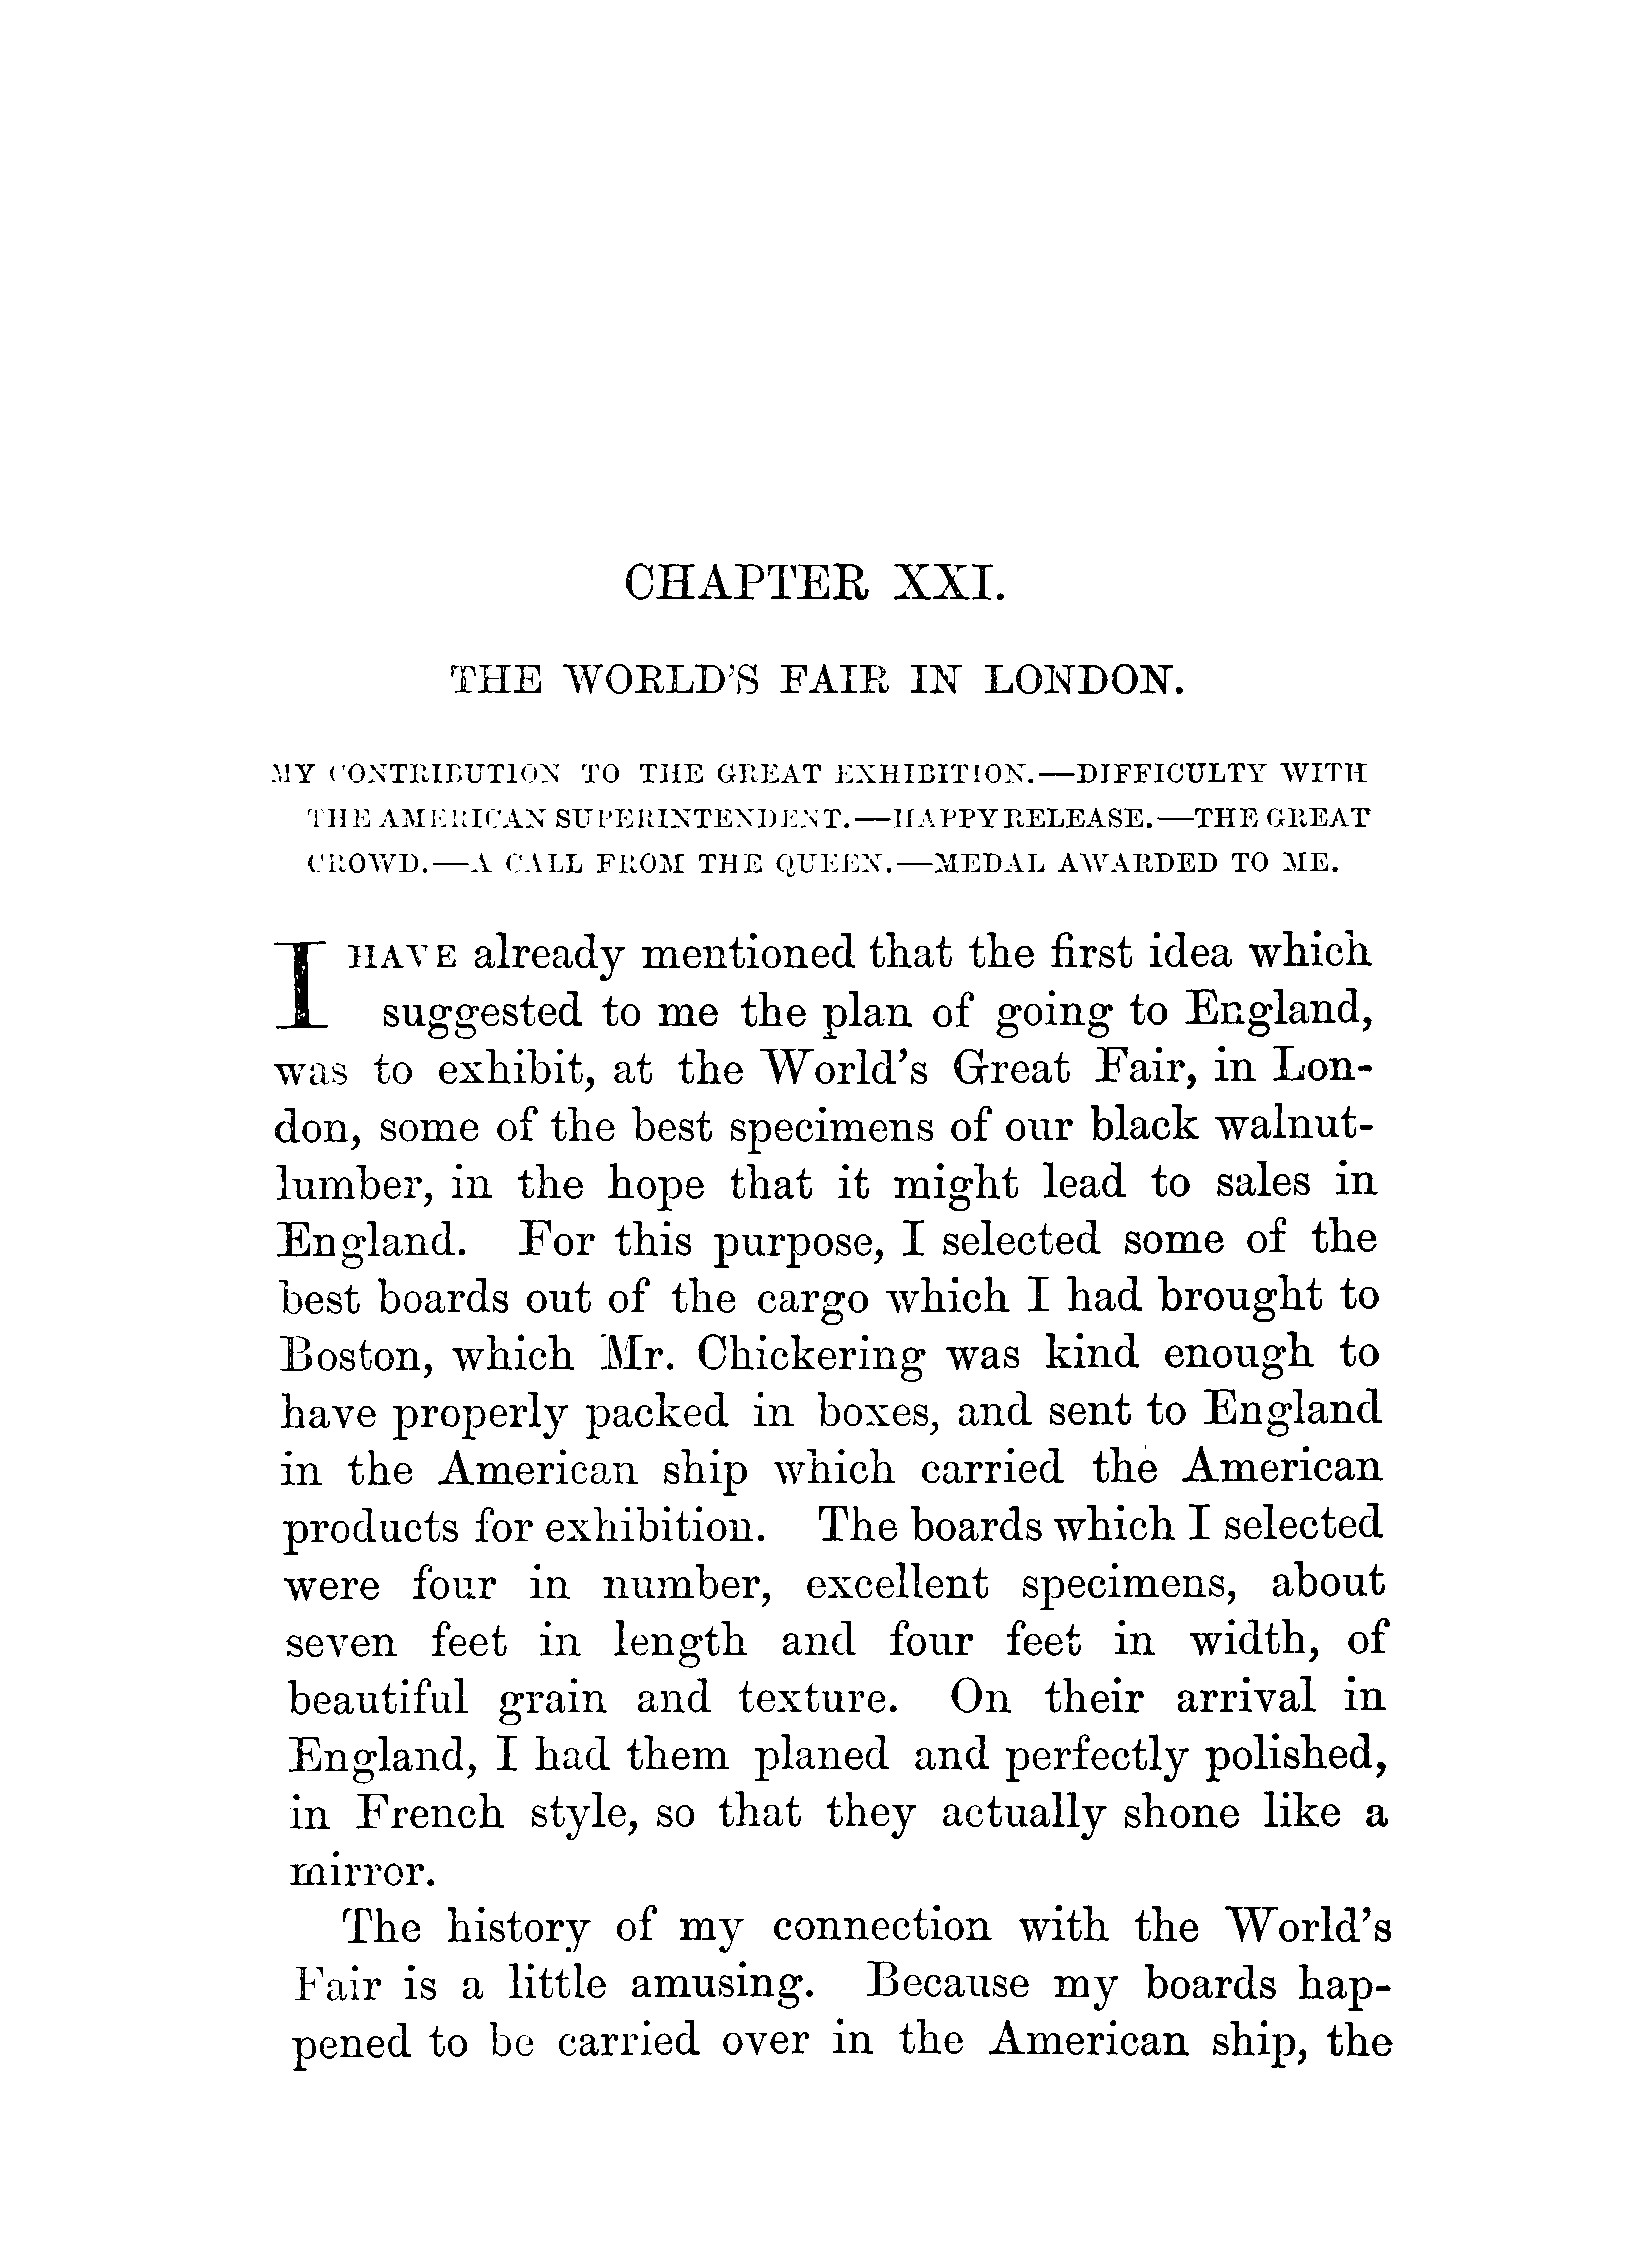 CHAPTER XXI.
THE WORLD'S FAIR IN LONDON.
MY CONTRIBUTION TO THE GREAT EXHIBITION.—DIFFICULTY WITH
THE AMERICAN SUPERINTENDENT.—HAPPY RELEASE.—THE GREAT
CROWD.—A CALL FROM THE QUEEN.—MEDAL AWARDED TO ME.
I HAVE already mentioned that the first idea which
suggested to me the plan of going to England,
was to exhibit, at the World's Great Fair, in Lon-
don, some of the best specimens of our black walnut-
lumber, in the hope that it might lead to sales in
England. For this purpose, I selected some of the
best boards out of the cargo which I had brought to
Boston, which Mr. Chickering was kind enough to
have properly packed in boxes, and sent to England
in the American ship which carried the American
products for exhibition. The boards which I selected
were four in number, excellent specimens, about
seven feet in length and four feet in width, of
beautiful grain and texture. On their arrival in
England, I had them planed and perfectly polished,
in French style, so that they actually shone like a
mirror.
The history of my connection with the World's
Fair is a little amusing. Because my boards hap-
pened to be carried over in the American ship, the